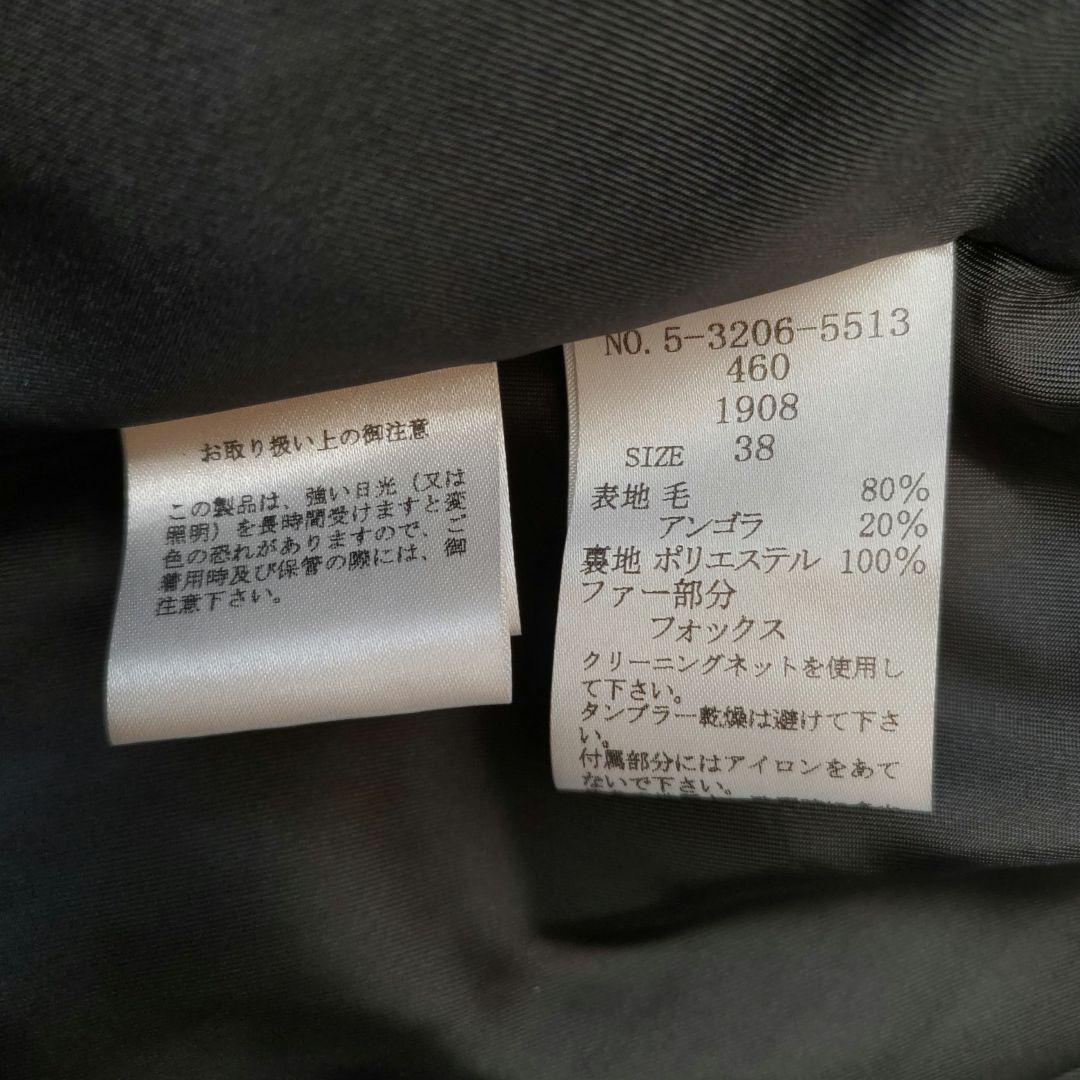 お取り扱い上の御注意
この製品は、強い日光（又は
照明）を長時間受けますと変
色の恐れがありますので、ご
着用時及び保管の際には、御
注意下さい。
NO. 5-3206-5513
460
1908
SIZE 38
表地 毛 80%
アンゴラ 20%
裏地 ポリエステル 100%
ファー部分
フォックス
クリーニングネットを使用し
て下さい。
タンブラー乾燥は避けて下さ
い。
付属部分にはアイロンをあて
ないで下さい。